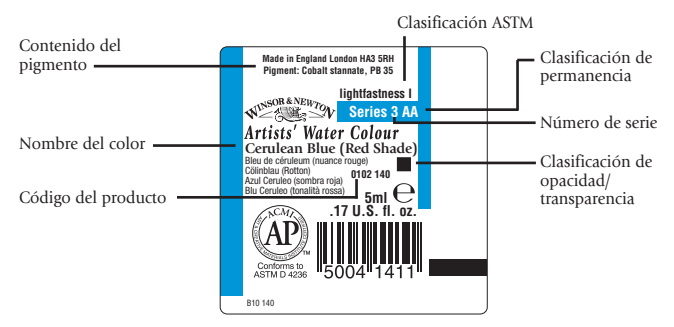 Clasificación ASTM
Contenido del
pigmento
Made in England London HA3 5RH
Pigment: Cobalt stannate, PB 35
Clasificación de
permanencia
lightfastness I
WINSOR & NEWTON
Series 3 AA
Número de serie
Artists' Water Colour
Nombre del color
Cerulean Blue (Red Shade)
Bleu de céruleum (nuance rouge)
Cölinblau (Rotton)
Azul Ceruleo (sombra roja)
Blu Ceruleo (tonalità rossa)
0102 140
Clasificación de
opacidad/
transparencia
Código del producto
5ml e
.17 U.S. fl. oz.
ACMI
AP
TM
Conforms to
ASTM D 4236
5004 1411
B10 140